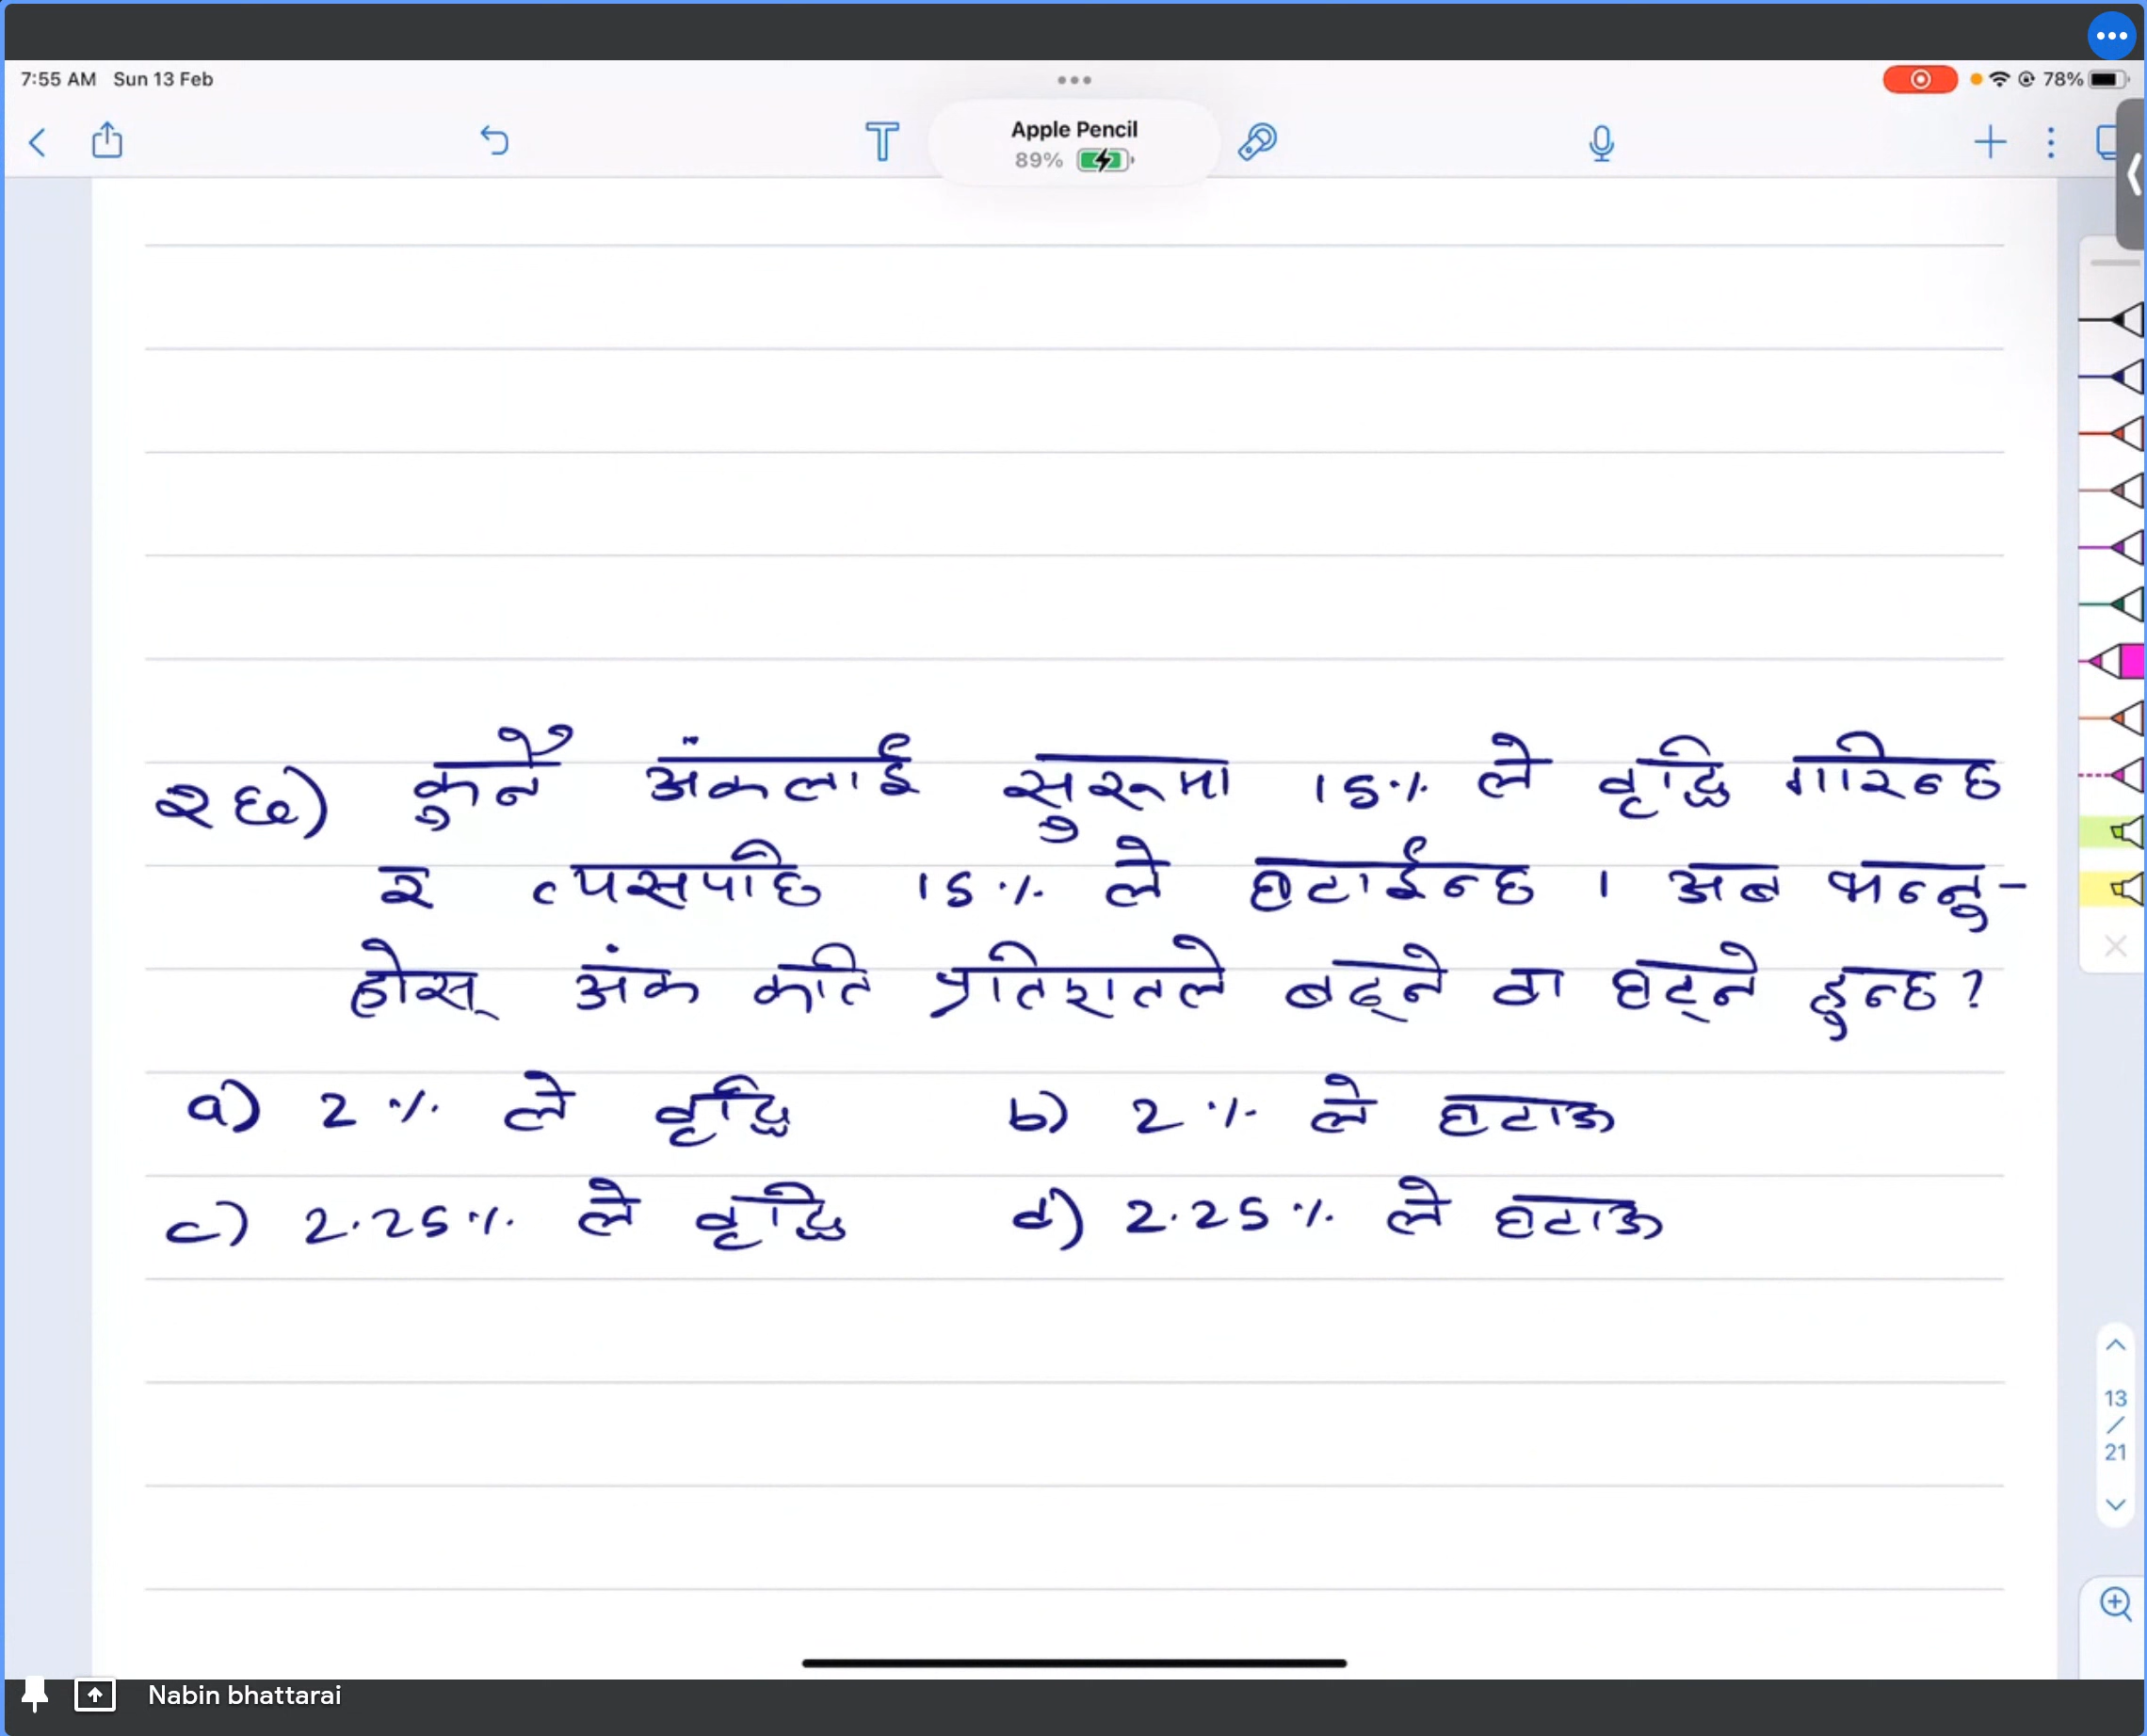 7:55 AM Sun 13 Feb
78%
Apple Pencil
89%
T
२६) कुनै अंकलाई सुरूमा 15% ले वृद्धि गरिन्छ
र त्यसपछि 15% ले घटाईन्छ । अब भन्नु-
होस् अंक कति प्रतिशतले बढ्ने वा घट्ने हुन्छ?
a) 2% ले वृद्धि b) 2% ले घटाऊ
c) 2.25% ले वृद्धि d) 2.25% ले घटाऊ
13
/
21
Nabin bhattarai